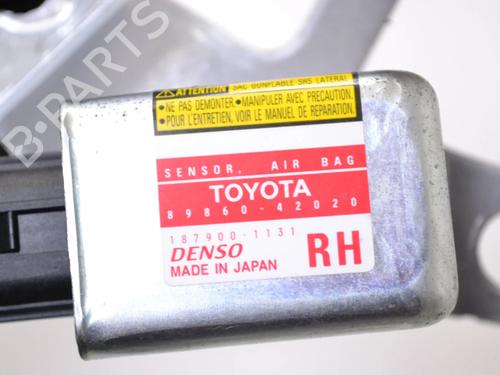 B-PARTS
ATTENTION SAC GONFLABLE SRS LATERAL
•NE PAS DEMONTER •MANIPULER AVEC PRECAUTION.
•POUR L'ENTRETIEN, VOIR LE MANUEL DE REPARATION.
SENSOR, AIR BAG
TOYOTA
89860-42020
187900-1131
DENSO
MADE IN JAPAN
RH